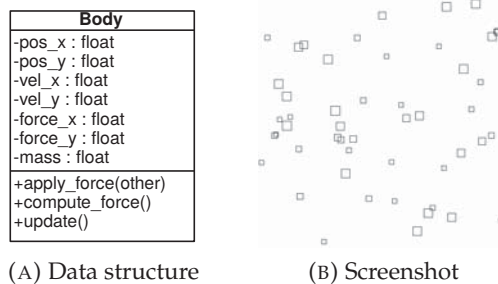 Body
-pos_x : float
-pos_y : float
-vel_x : float
-vel_y : float
-force_x : float
-force_y : float
-mass : float
+apply_force(other)
+compute_force()
+update()
(A) Data structure
(B) Screenshot